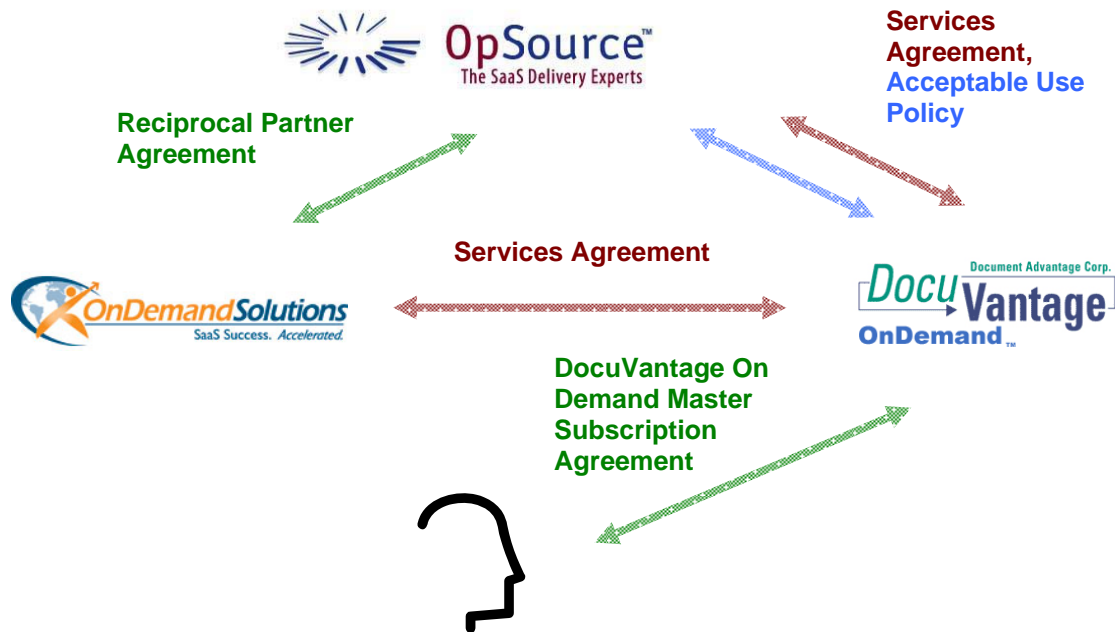 OpSource™
The SaaS Delivery Experts
Services
Agreement,
Acceptable Use
Policy
Reciprocal Partner
Agreement
Services Agreement
OnDemandSolutions
SaaS Success. Accelerated.
Document Advantage Corp.
DocuVantage
OnDemand™
DocuVantage On
Demand Master
Subscription
Agreement